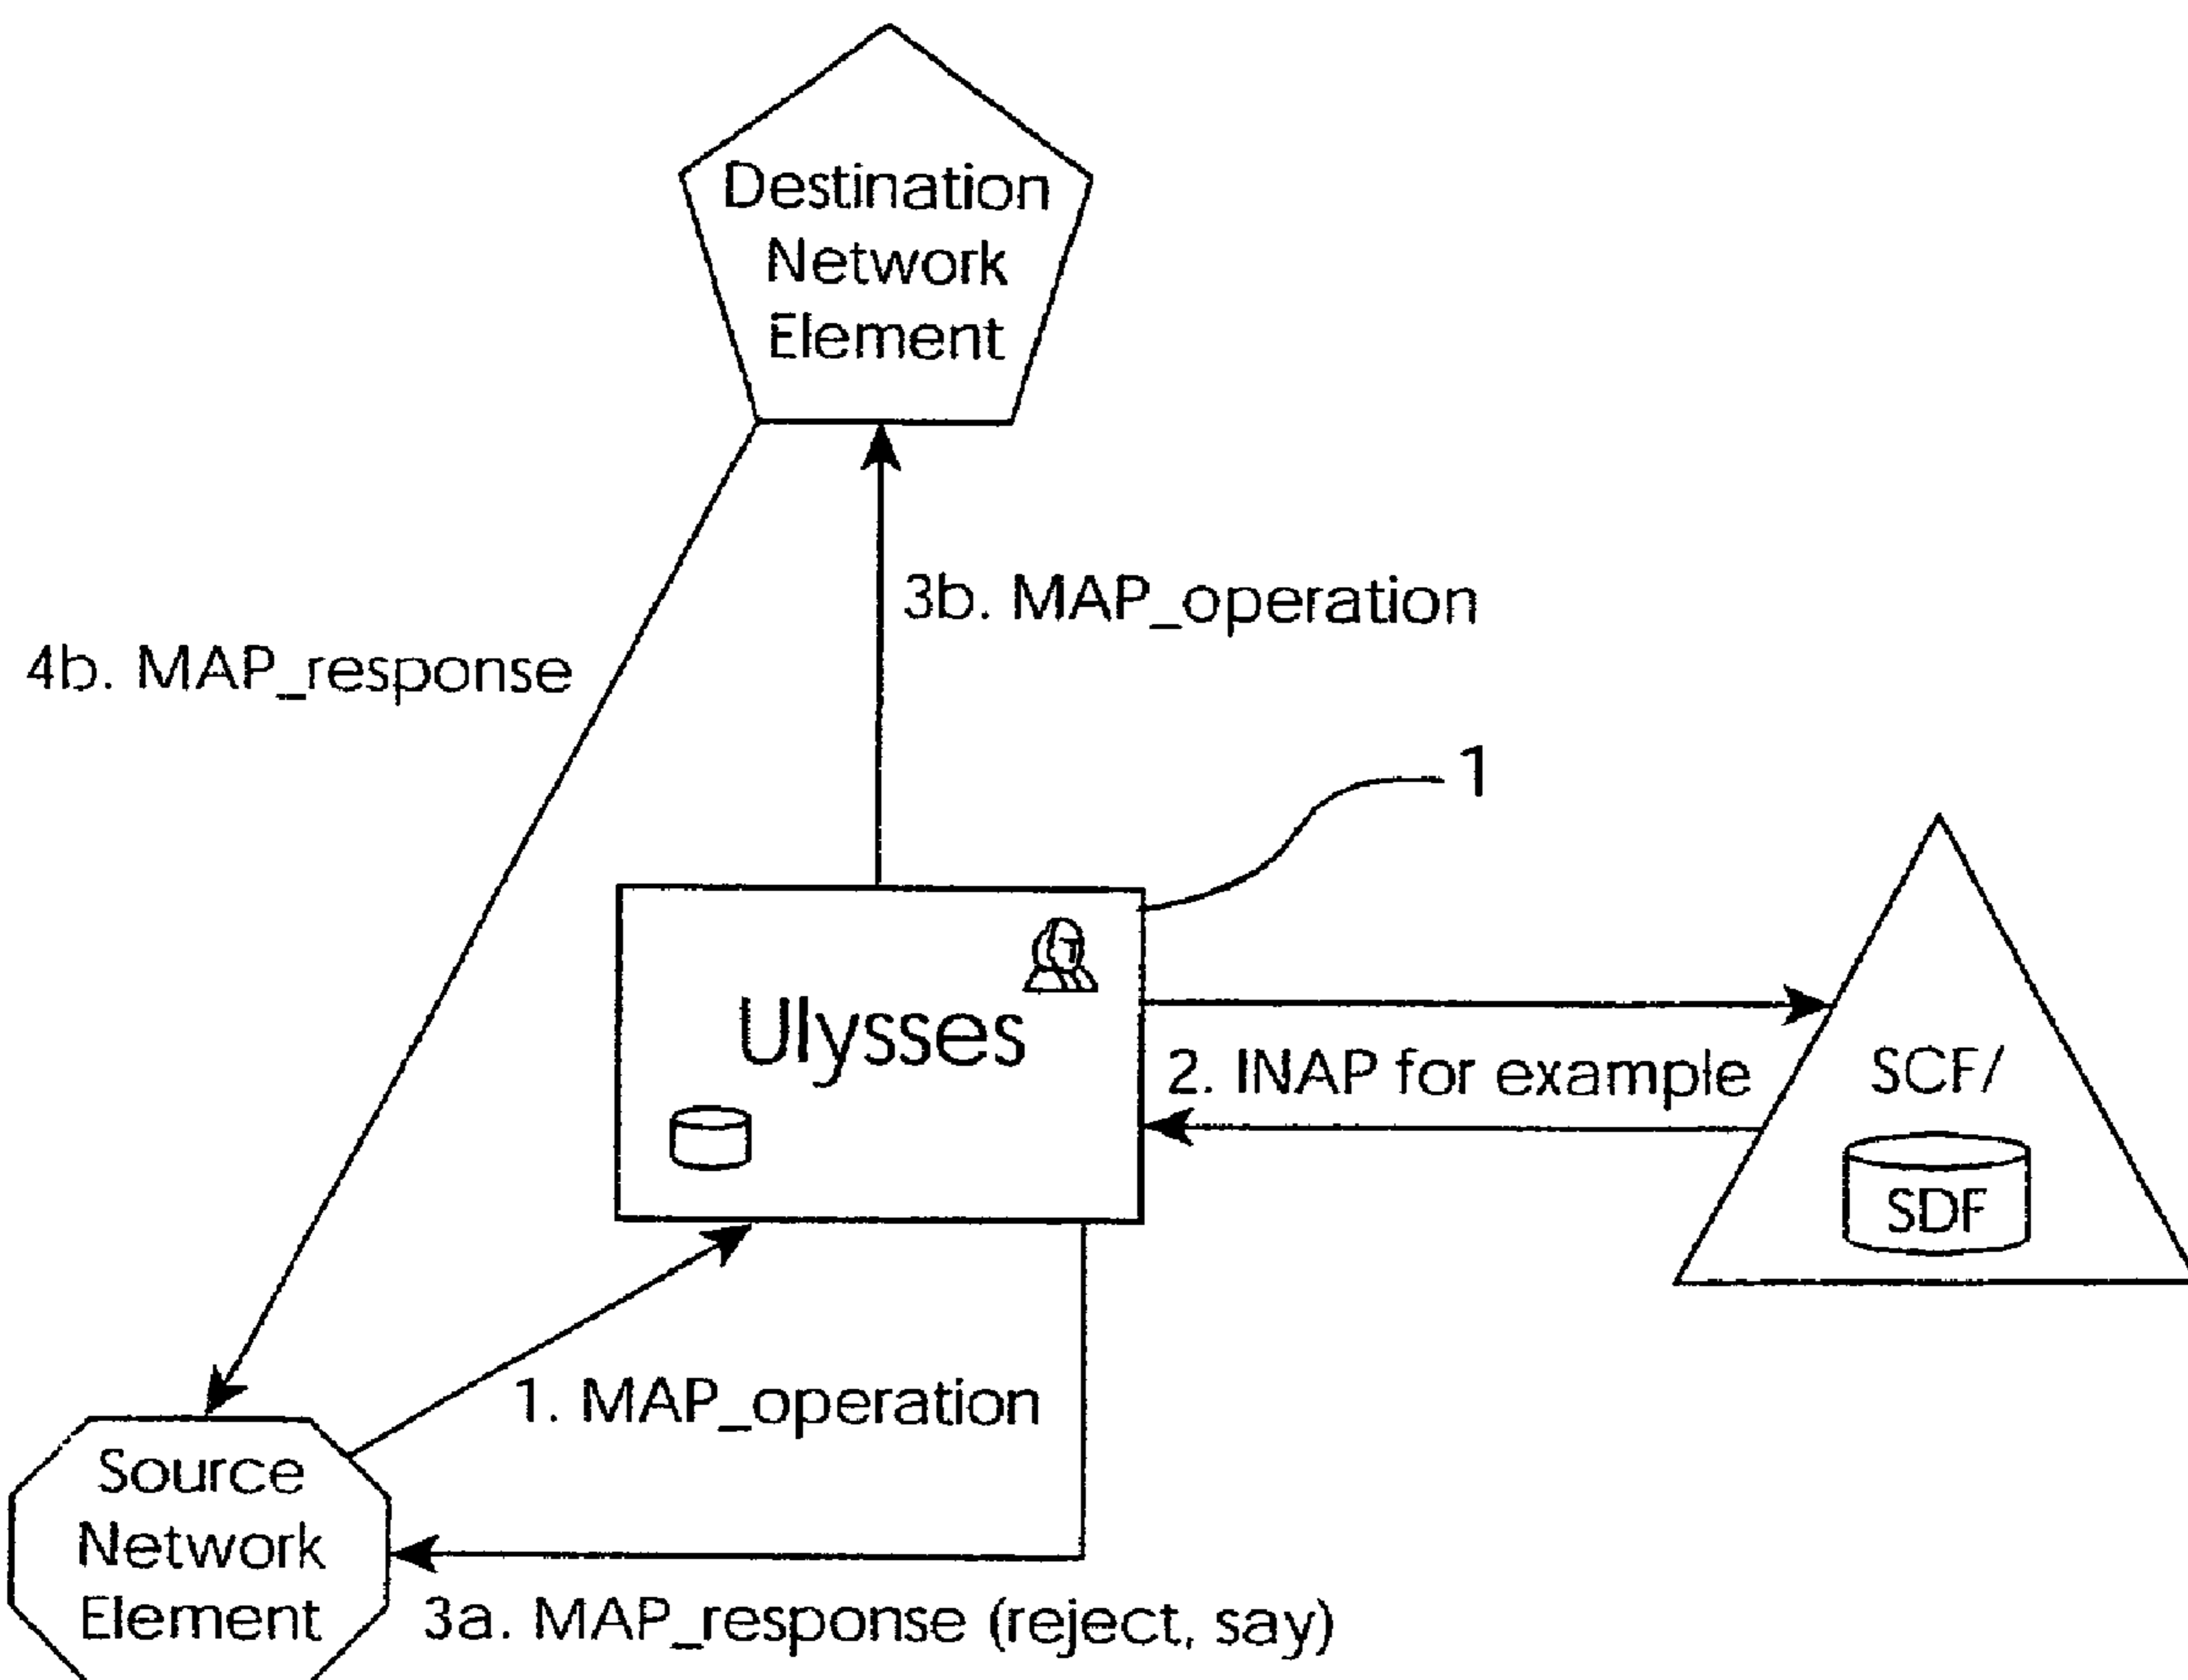 Destination
Network
Element
3b. MAP_operation
4b. MAP_response
1
Ulysses
2. INAP for example
SCF/
SDF
1. MAP_operation
Source
Network
Element
3a. MAP_response (reject, say)